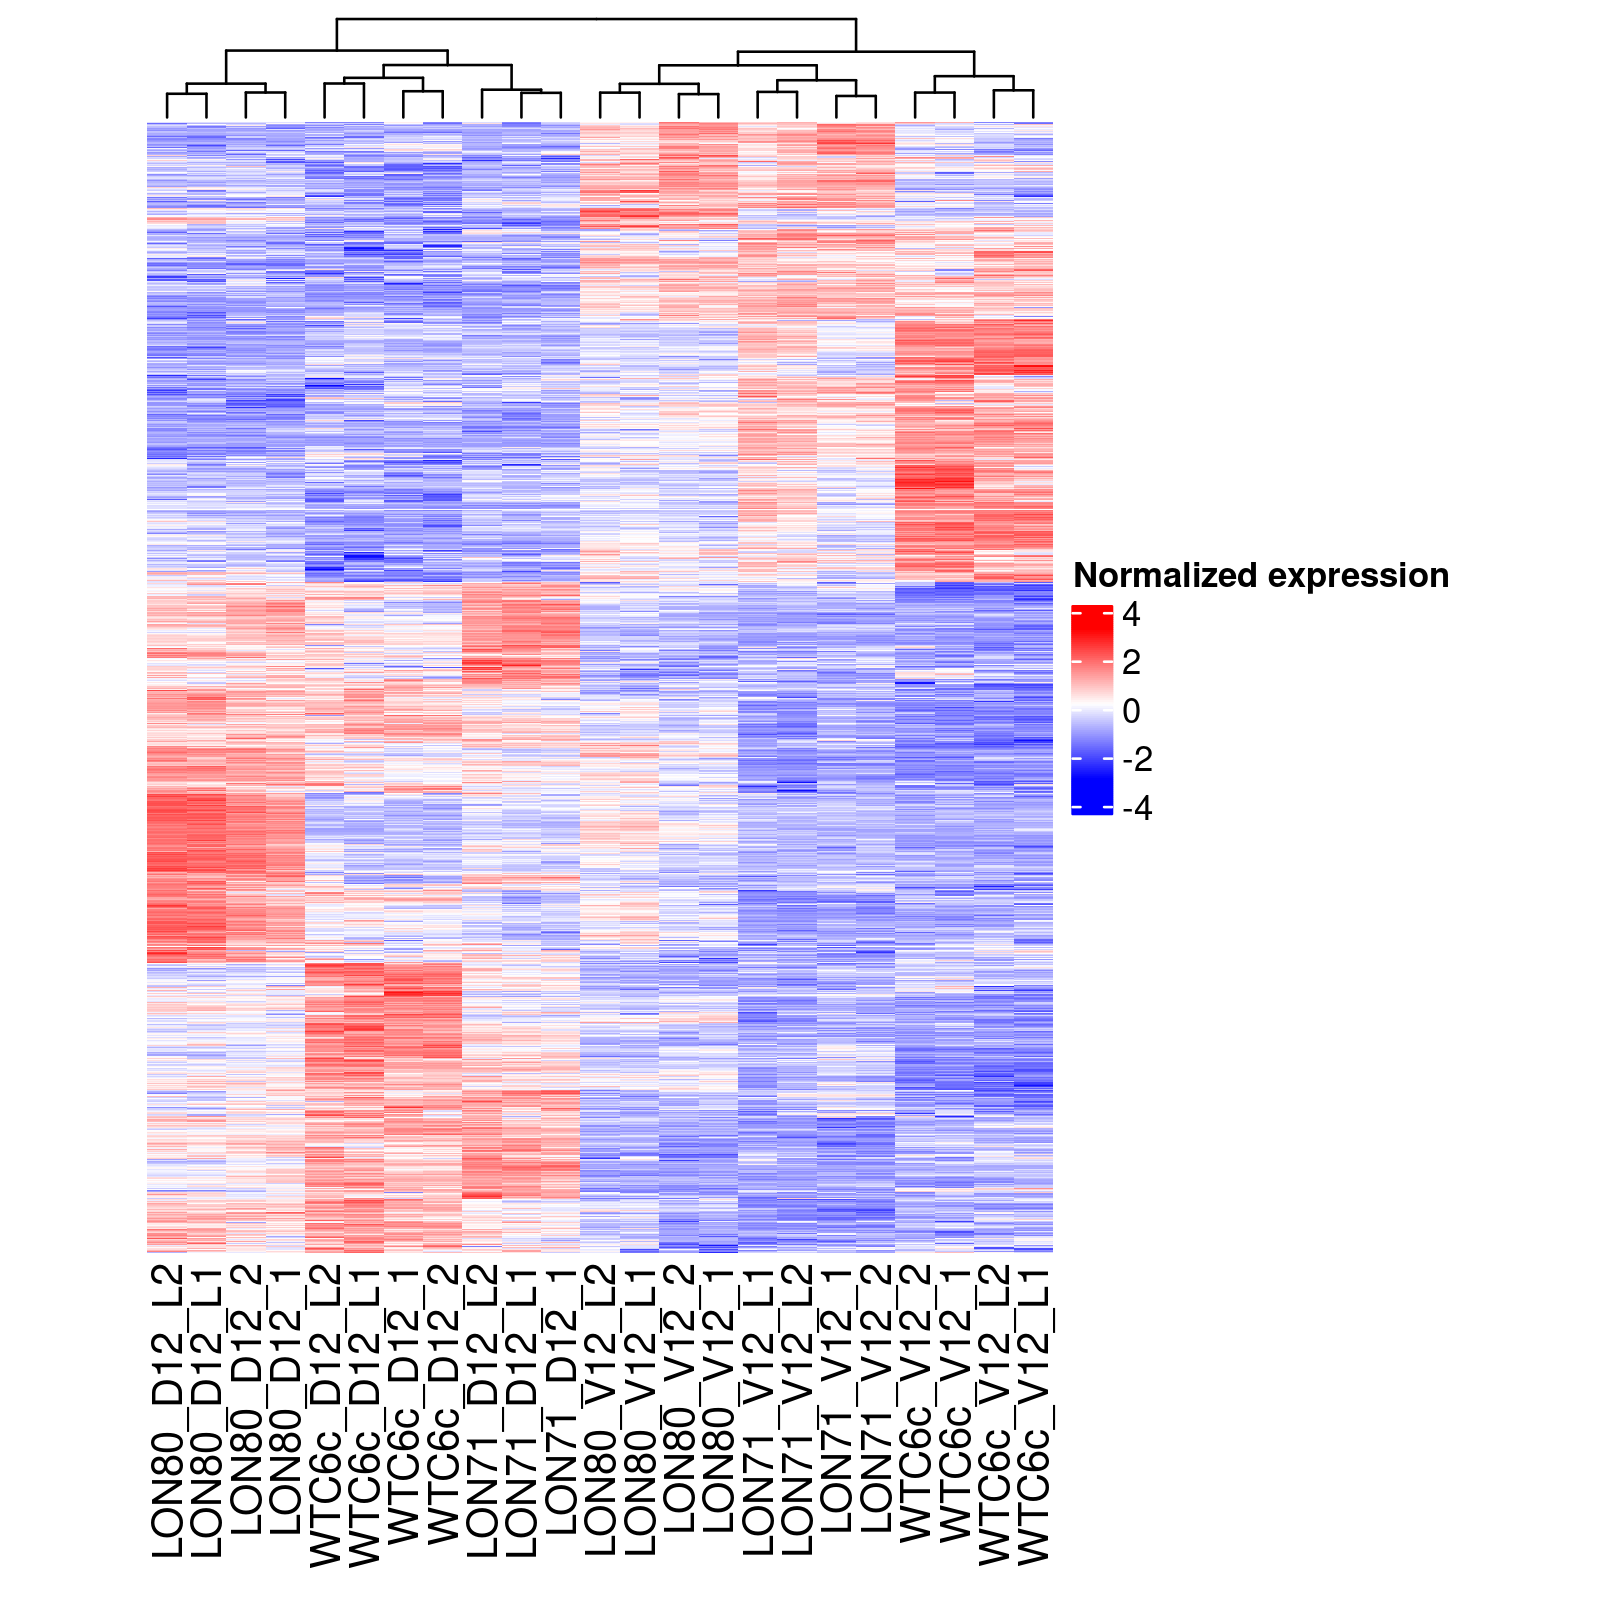 Normalized expression
4
2
0
-2
-4
LON80_D12_L2
LON80_D12_L1
LON80_D12_2
LON80_D12_1
WTC6c_D12_L2
WTC6c_D12_L1
WTC6c_D12_1
WTC6c_D12_2
LON71_D12_L2
LON71_D12_L1
LON71_D12_1
LON80_V12_L2
LON80_V12_L1
LON80_V12_2
LON80_V12_1
LON71_V12_L1
LON71_V12_L2
LON71_V12_1
LON71_V12_2
WTC6c_V12_2
WTC6c_V12_1
WTC6c_V12_L2
WTC6c_V12_L1